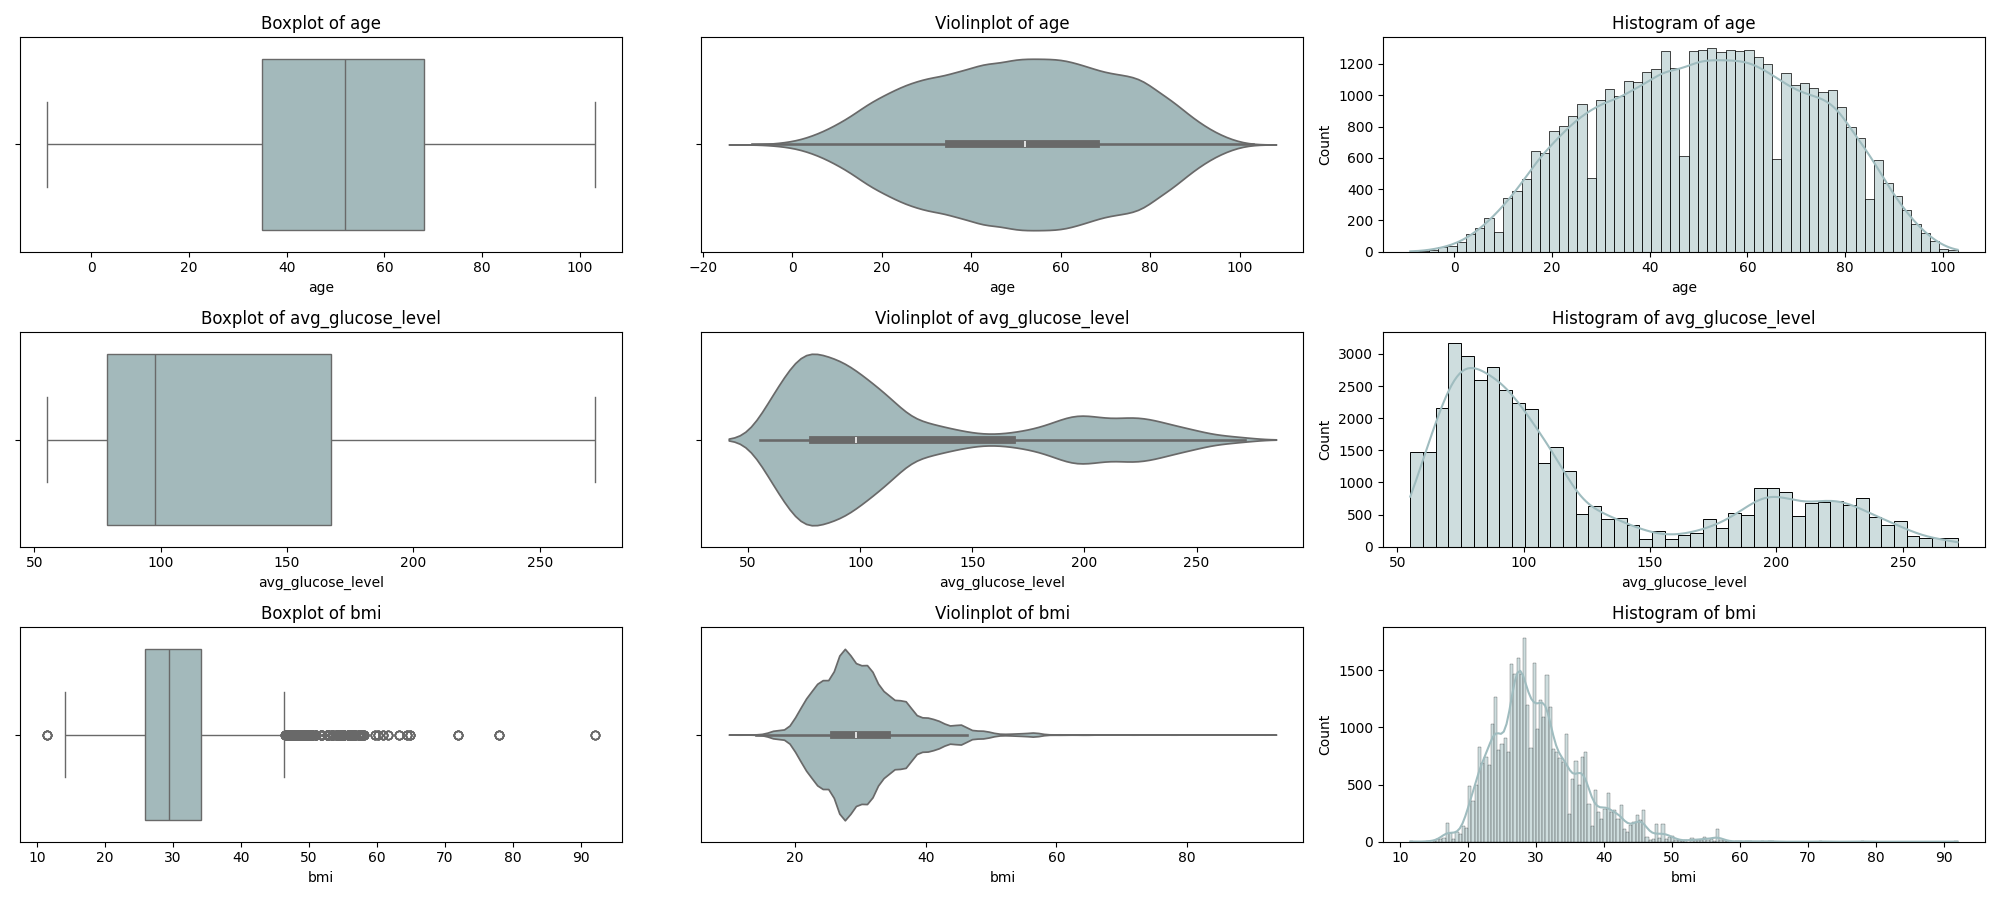 Boxplot of age
0 20 40 60 80 100
age
Violinplot of age
−20 0 20 40 60 80 100
age
Histogram of age
1200
1000
800
600
400
200
0
Count
0 20 40 60 80 100
age
Boxplot of avg_glucose_level
50 100 150 200 250
avg_glucose_level
Violinplot of avg_glucose_level
50 100 150 200 250
avg_glucose_level
Histogram of avg_glucose_level
3000
2500
2000
1500
1000
500
0
Count
50 100 150 200 250
avg_glucose_level
Boxplot of bmi
10 20 30 40 50 60 70 80 90
bmi
Violinplot of bmi
20 40 60 80
bmi
Histogram of bmi
1500
1000
500
0
Count
10 20 30 40 50 60 70 80 90
bmi